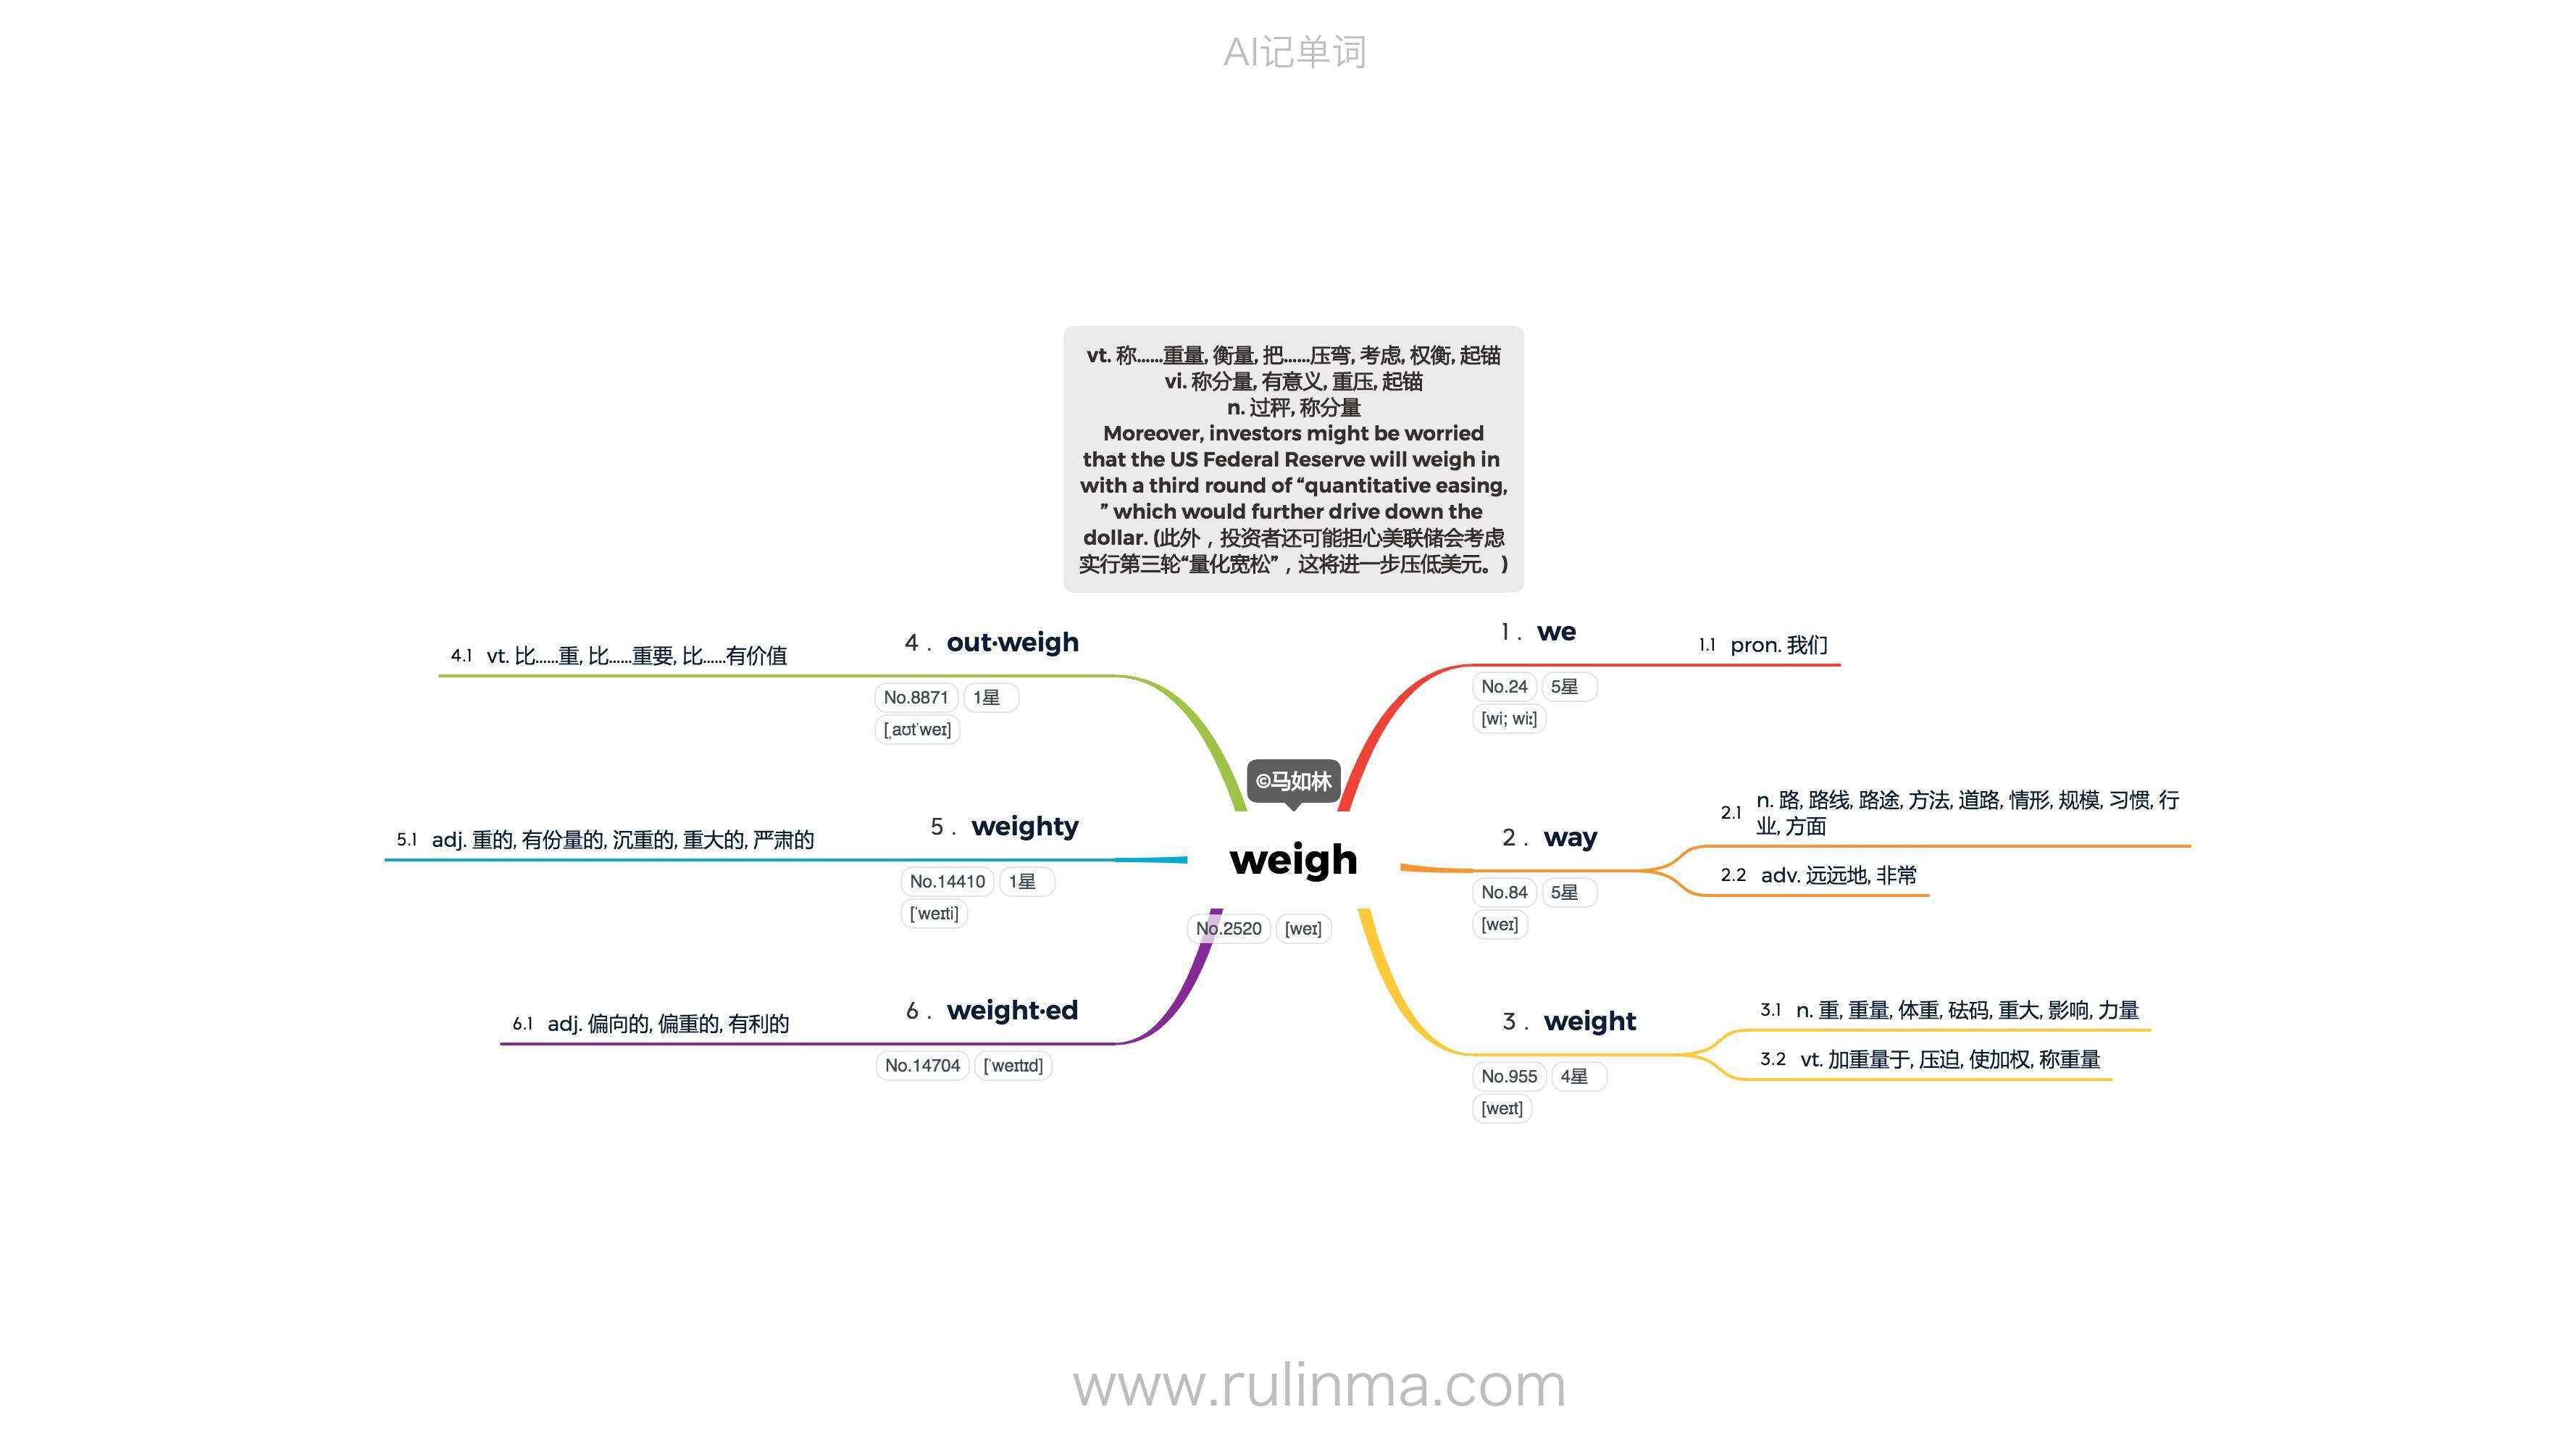 AI记单词
vt. 称……重量, 衡量, 把……压弯, 考虑, 权衡, 起锚
vi. 称分量, 有意义, 重压, 起锚
n. 过秤, 称分量
Moreover, investors might be worried
that the US Federal Reserve will weigh in
with a third round of “quantitative easing,
” which would further drive down the
dollar. (此外，投资者还可能担心美联储会考虑
实行第三轮“量化宽松”，这将进一步压低美元。)
©马如林
weigh
No.2520 [weɪ]
1. we
No.24 5星
[wi; wiː]
1.1 pron. 我们
2. way
No.84 5星
[weɪ]
2.1 n. 路, 路线, 路途, 方法, 道路, 情形, 规模, 习惯, 行
业, 方面
2.2 adv. 远远地, 非常
3. weight
No.955 4星
[weɪt]
3.1 n. 重, 重量, 体重, 砝码, 重大, 影响, 力量
3.2 vt. 加重量于, 压迫, 使加权, 称重量
4. out·weigh
No.8871 1星
[ˌaʊtˈweɪ]
4.1 vt. 比……重, 比……重要, 比……有价值
5. weighty
No.14410 1星
[ˈweɪti]
5.1 adj. 重的, 有份量的, 沉重的, 重大的, 严肃的
6. weight·ed
No.14704 [ˈweɪtɪd]
6.1 adj. 偏向的, 偏重的, 有利的
www.rulinma.com